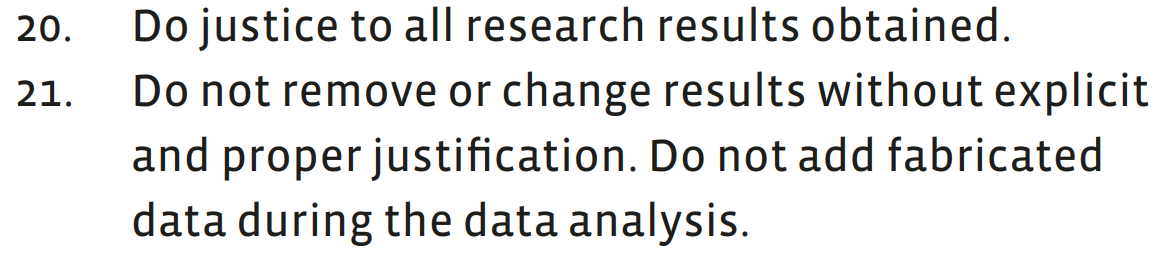 20. Do justice to all research results obtained.
21. Do not remove or change results without explicit
and proper justification. Do not add fabricated
data during the data analysis.